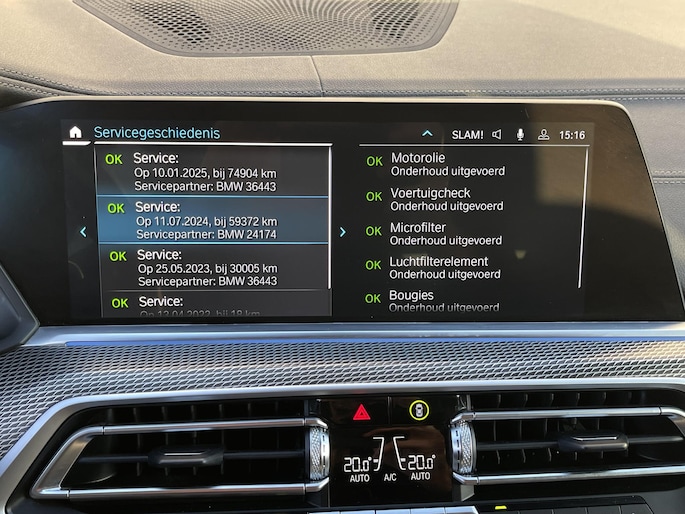 Servicegeschiedenis
SLAM!
15:16
OK Service:
Op 10.01.2025, bij 74904 km
Servicepartner: BMW 36443
OK Service:
Op 11.07.2024, bij 59372 km
Servicepartner: BMW 24174
OK Service:
Op 25.05.2023, bij 30005 km
Servicepartner: BMW 36443
OK Service:
OK Motorolie
Onderhoud uitgevoerd
OK Voertuigcheck
Onderhoud uitgevoerd
OK Microfilter
Onderhoud uitgevoerd
OK Luchtfilterelement
Onderhoud uitgevoerd
OK Bougies
Onderhoud uitgevoerd
20.0° 20.0°
AUTO A/C AUTO